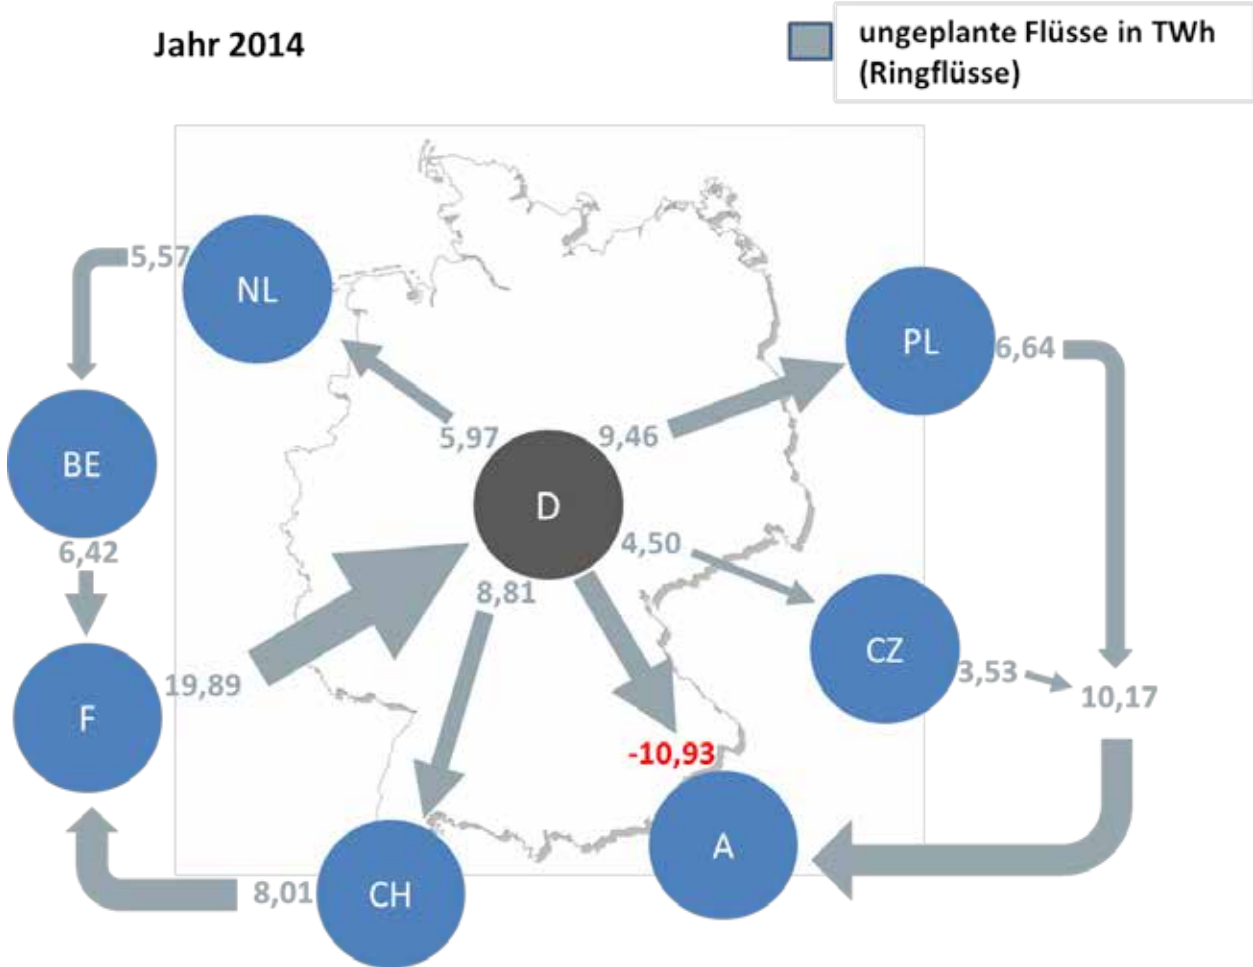 Jahr 2014
ungeplante Flüsse in TWh
(Ringflüsse)
5,57
NL
PL
6,64
BE
5,97
9,46
D
6,42
4,50
8,81
CZ
3,53
10,17
F
19,89
-10,93
A
8,01
CH